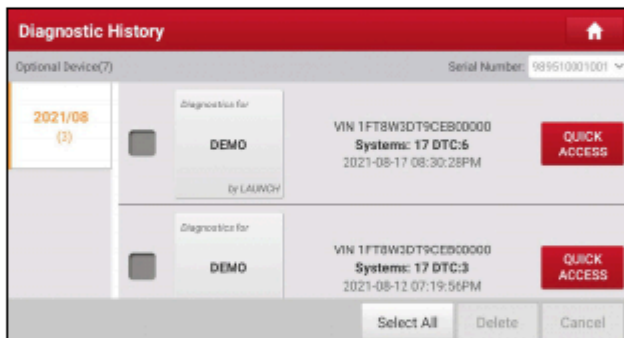 Diagnostic History
Optional Device(7)
Serial Number: 989510001001
2021/08
(3)
Diagnostics for
DEMO
by LAUNCH
VIN 1FT8W3DT9CEB00000
Systems: 17 DTC:6
2021-08-17 08:30:28PM
QUICK
ACCESS
Diagnostics for
DEMO
VIN 1FT8W3DT9CEB00000
Systems: 17 DTC:3
2021-08-12 07:19:56PM
QUICK
ACCESS
Select All
Delete
Cancel